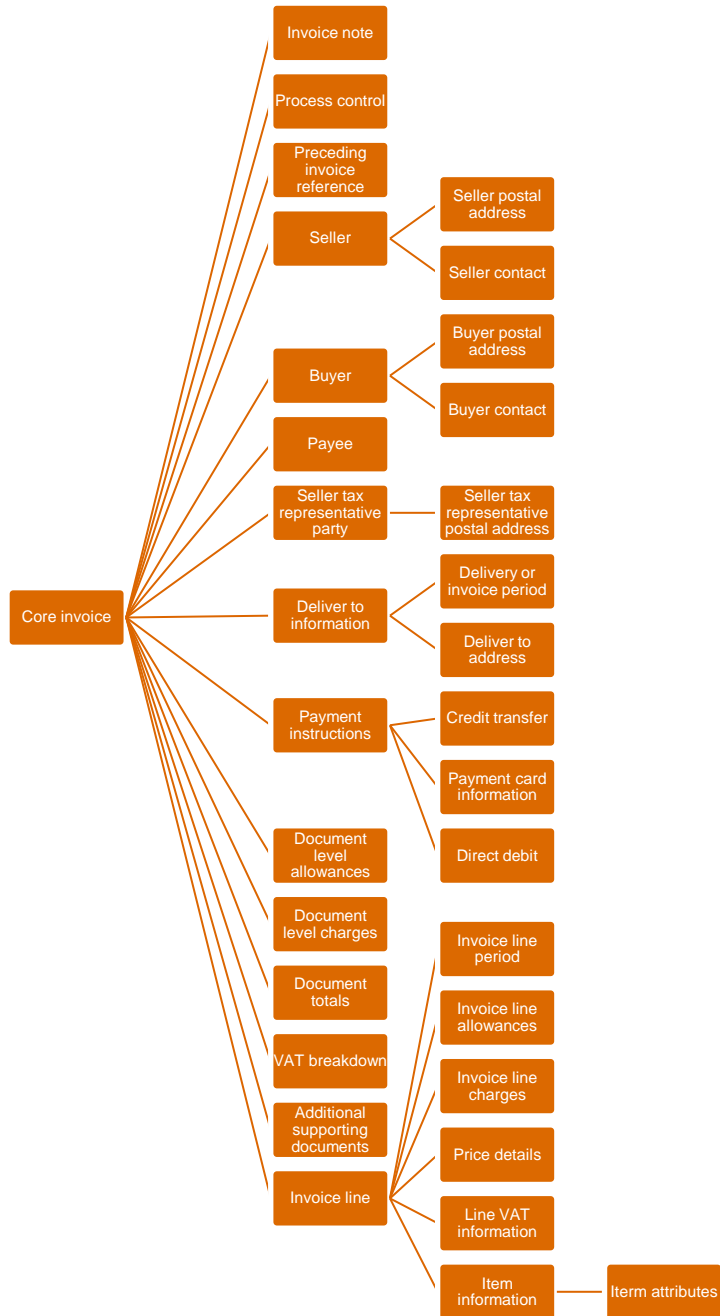 Core invoice
Invoice note
Process control
Preceding
invoice
reference
Seller
Seller postal
address
Seller contact
Buyer
Buyer postal
address
Buyer contact
Payee
Seller tax
representative
party
Seller tax
representative
postal address
Deliver to
information
Delivery or
invoice period
Deliver to
address
Payment
instructions
Credit transfer
Payment card
information
Direct debit
Document
level
allowances
Document
level charges
Document
totals
VAT breakdown
Additional
supporting
documents
Invoice line
Invoice line
period
Invoice line
allowances
Invoice line
charges
Price details
Line VAT
information
Item
information
Iterm attributes